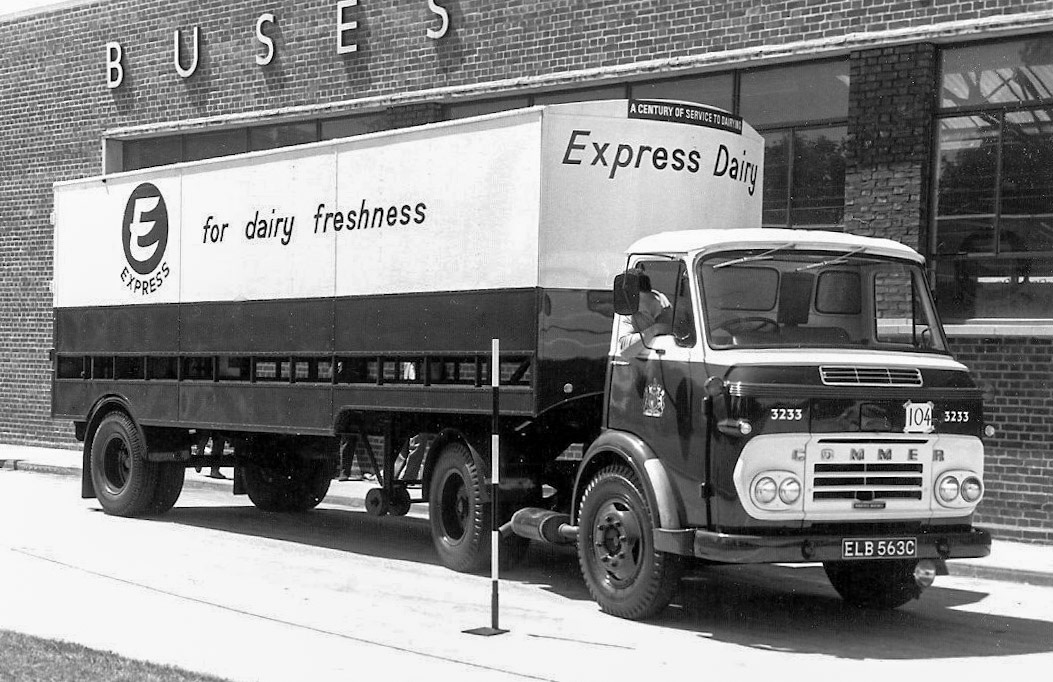 BUSES
A CENTURY OF SERVICE TO DAIRYING
Express Dairy
E
EXPRESS
for dairy freshness
3233
104
3233
COMMER
ELB 563C